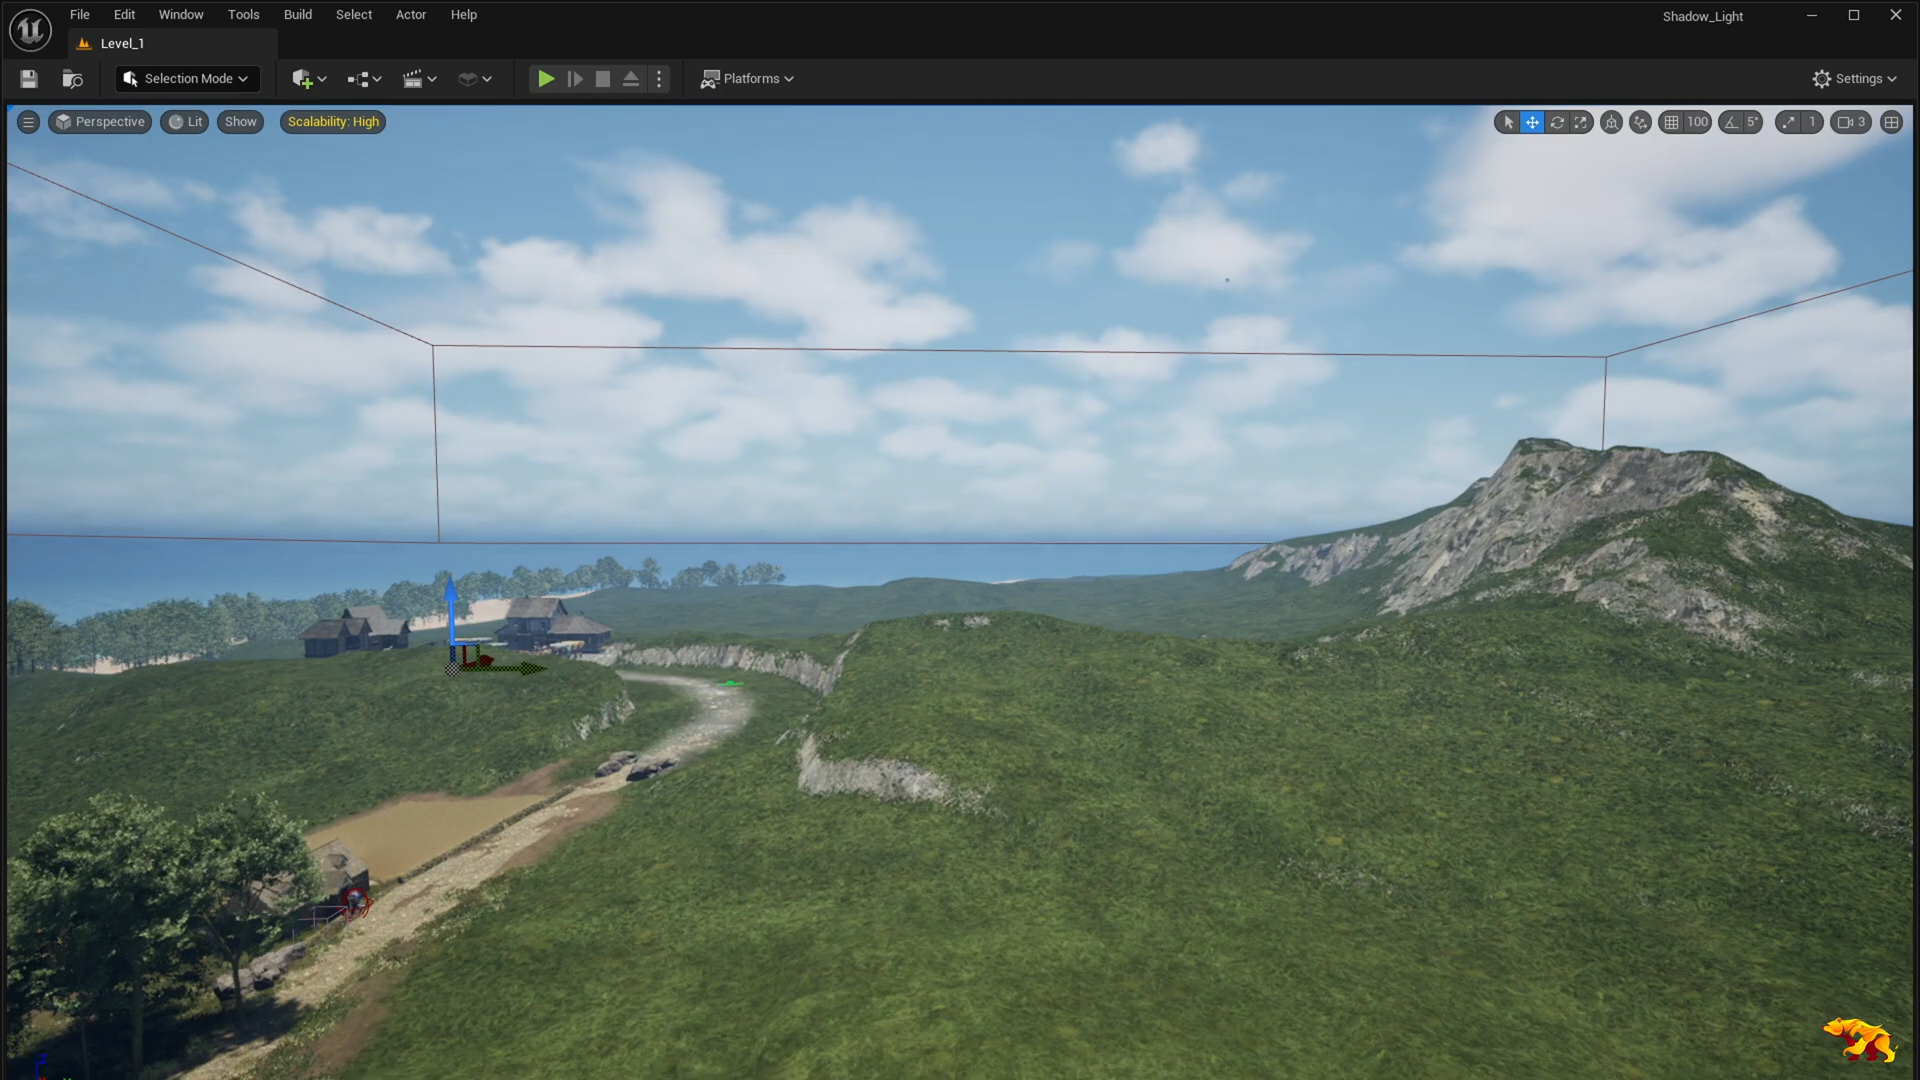 File Edit Window Tools Build Select Actor Help
Shadow_Light
Level_1
Selection Mode
Platforms
Settings
Perspective Lit Show Scalability: High
100 5° 1 3